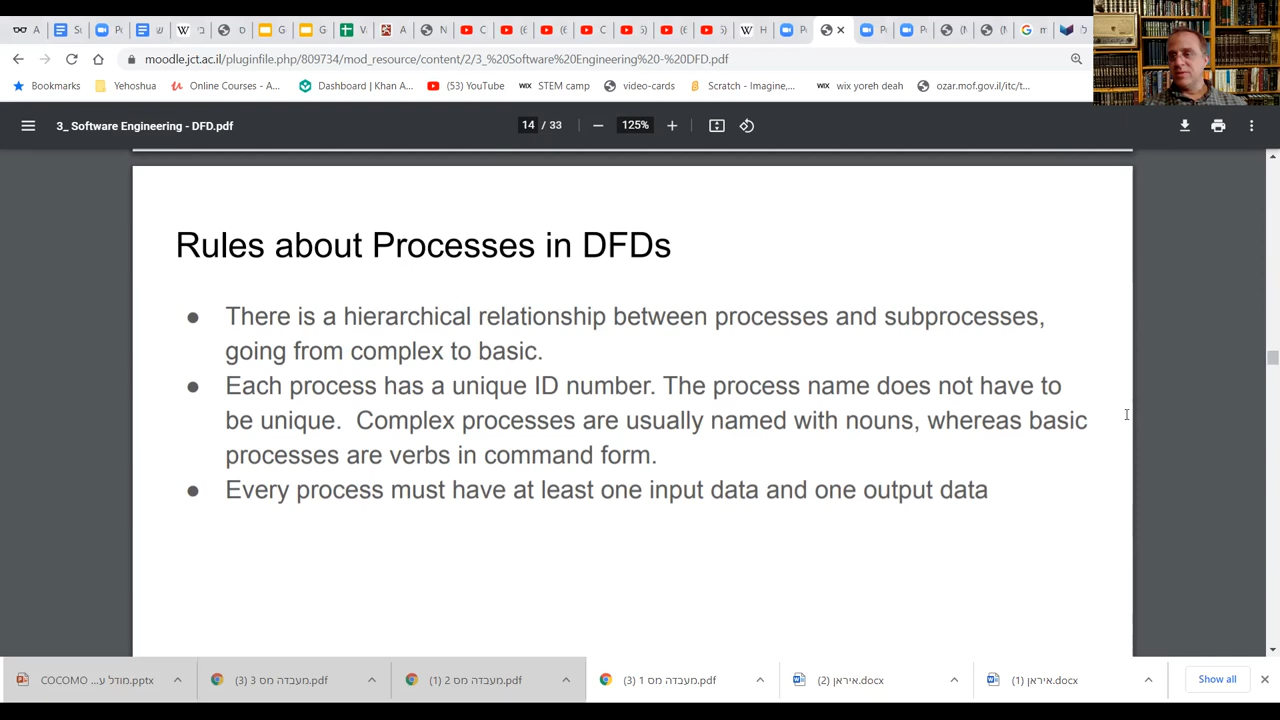 moodle.jct.ac.il/pluginfile.php/809734/mod_resource/content/2/3_%20Software%20Engineering%20-%20DFD.pdf
Bookmarks Yehoshua Online Courses - A... Dashboard | Khan A... (53) YouTube WIX STEM camp video-cards Scratch - Imagine,... WIX wix yoreh deah ozar.mof.gov.il/itc/t...
3_ Software Engineering - DFD.pdf 14 / 33 125%
Rules about Processes in DFDs
● There is a hierarchical relationship between processes and subprocesses,
going from complex to basic.
● Each process has a unique ID number. The process name does not have to
be unique. Complex processes are usually named with nouns, whereas basic
processes are verbs in command form.
● Every process must have at least one input data and one output data
COCOMO מודל ע....pptx מעבדה מס 3 (3).pdf מעבדה מס 2 (1).pdf מעבדה מס 1 (3).pdf איראן (2).docx איראן (1).docx Show all